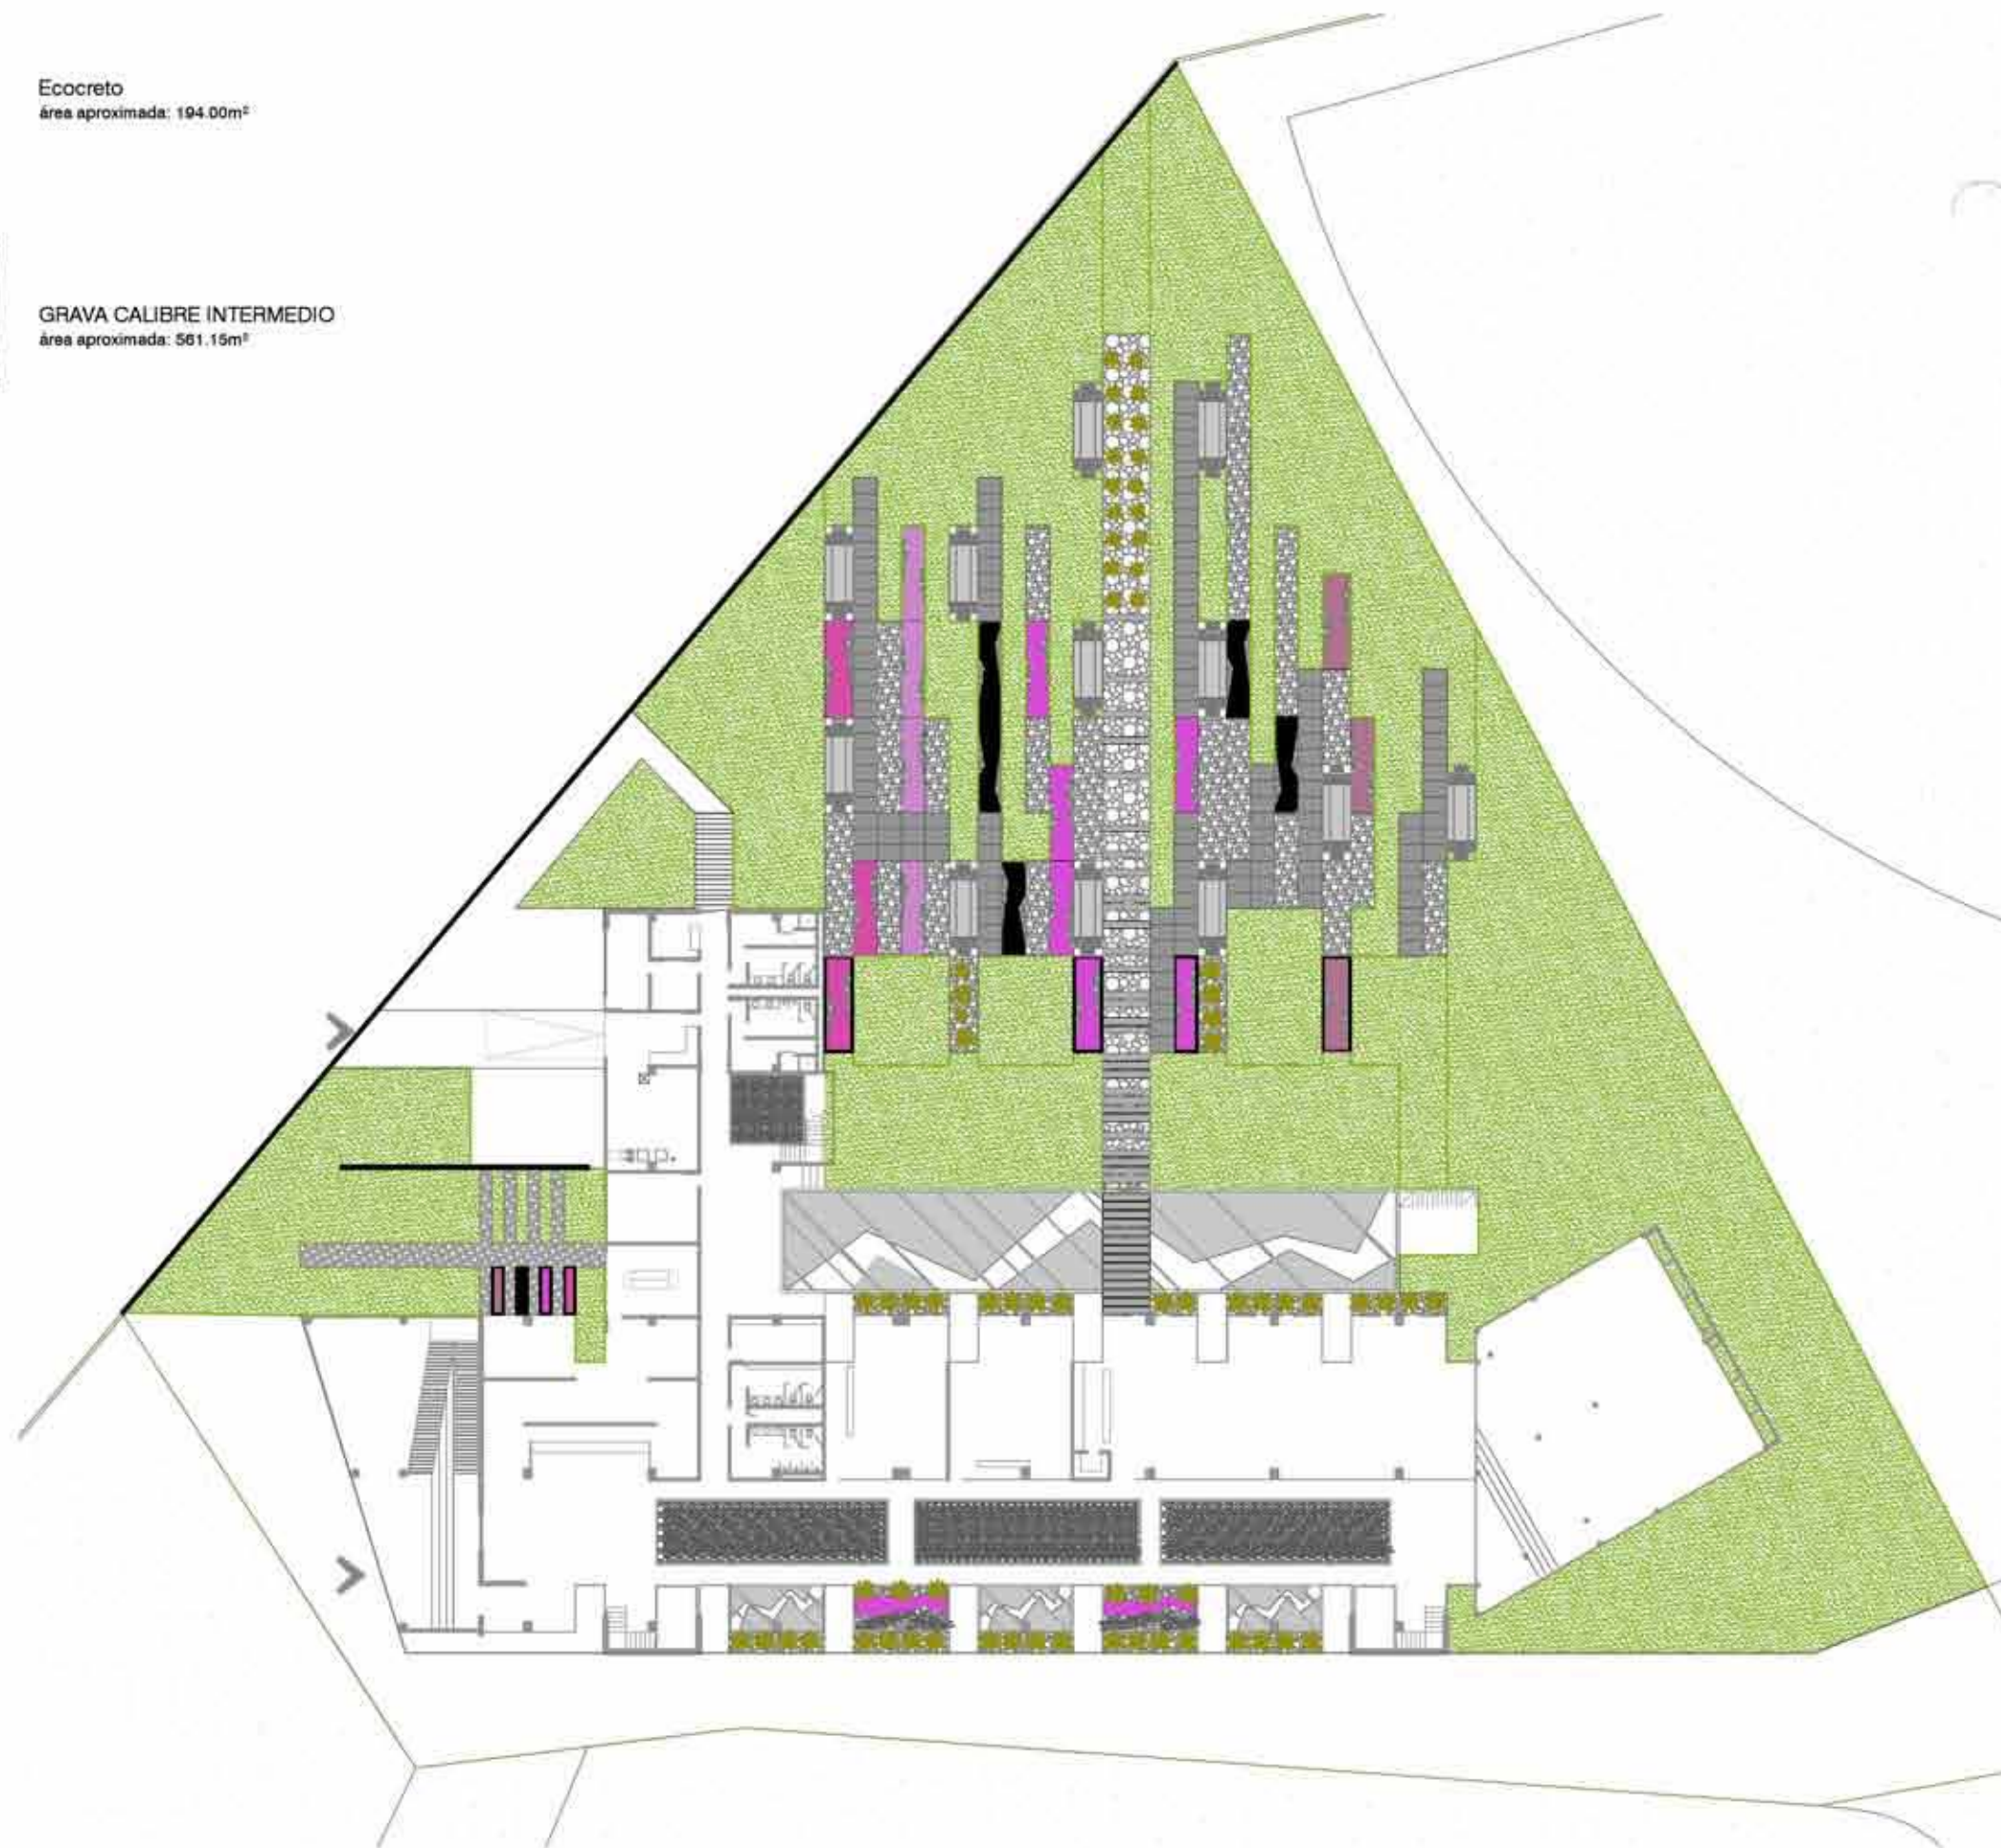 Ecocreto
área aproximada: 194.00m²
GRAVA CALIBRE INTERMEDIO
área aproximada: 561.15m²